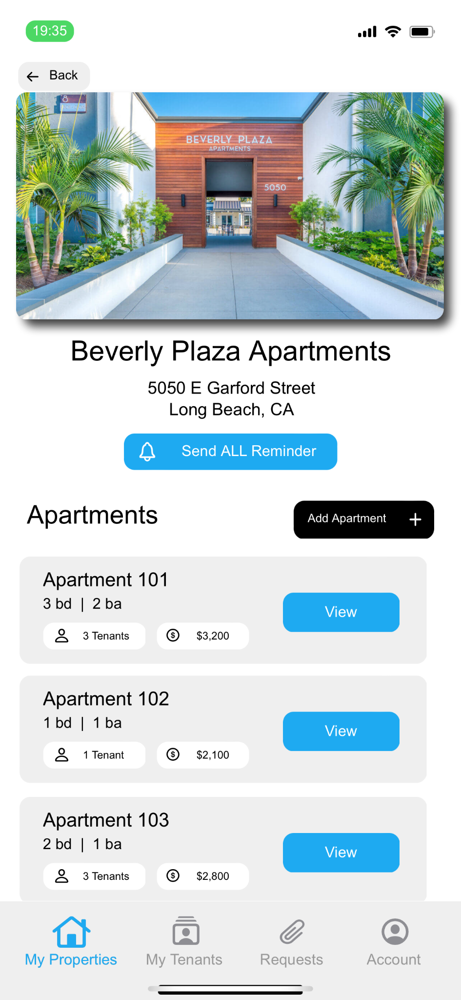 19:35
Back
8
BEVERLY PLAZA
APARTMENTS
5050
Beverly Plaza Apartments
5050 E Garford Street
Long Beach, CA
Send ALL Reminder
Apartments
Add Apartment
Apartment 101
3 bd | 2 ba
3 Tenants
$3,200
View
Apartment 102
1 bd | 1 ba
1 Tenant
$2,100
View
Apartment 103
2 bd | 1 ba
3 Tenants
$2,800
View
My Properties
My Tenants
Requests
Account